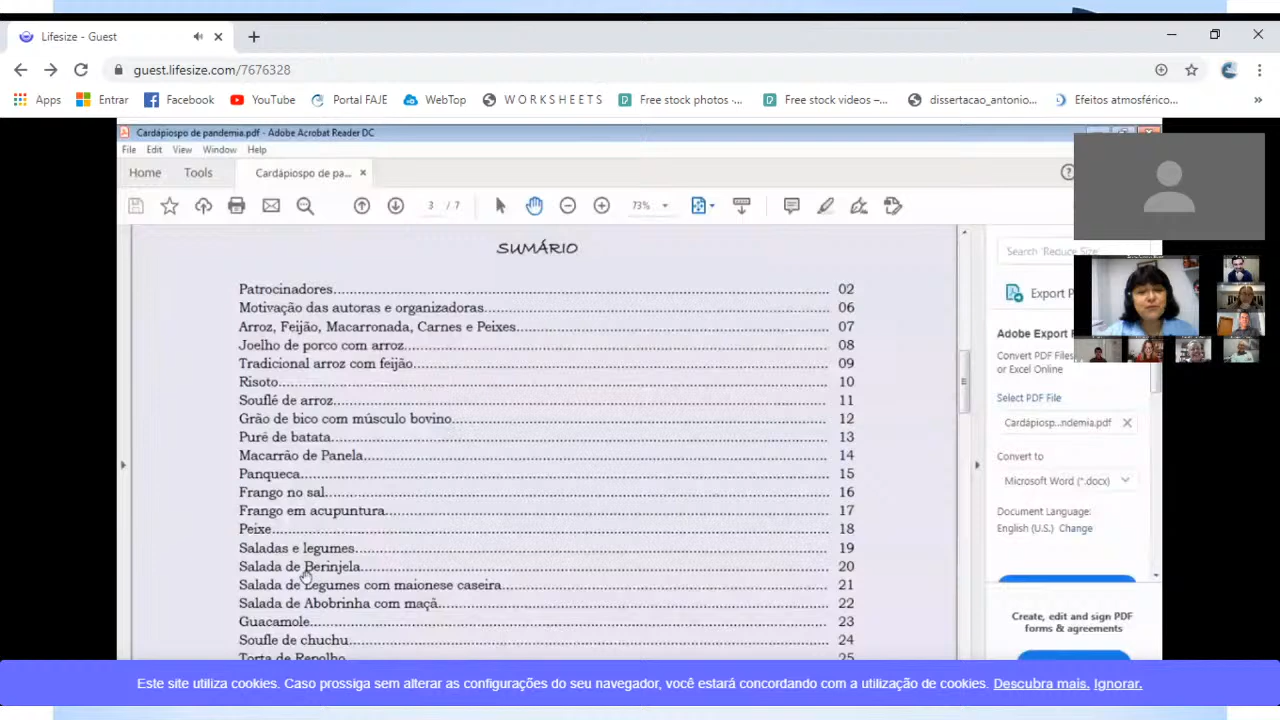 Lifesize - Guest
guest.lifesize.com/7676328
Apps Entrar Facebook YouTube Portal FAJE WebTop W O R K S H E E T S Free stock photos -... Free stock videos –... dissertacao_antonio... Efeitos atmosféric... »
Cardápiospo de pandemia.pdf - Adobe Acrobat Reader DC
File Edit View Window Help
Home Tools Cardápiospo de pa... ×
3 / 7 73%
SUMÁRIO
Patrocinadores 02
Motivação das autoras e organizadoras 06
Arroz, Feijão, Macarronada, Carnes e Peixes 07
Joelho de porco com arroz 08
Tradicional arroz com feijão 09
Risoto 10
Souflé de arroz 11
Grão de bico com músculo bovino 12
Purê de batata 13
Macarrão de Panela 14
Panqueca 15
Frango no sal 16
Frango em acupuntura 17
Peixe 18
Saladas e legumes 19
Salada de Berinjela 20
Salada de Legumes com maionese caseira 21
Salada de Abobrinha com maçã 22
Guacamole 23
Soufle de chuchu 24
Torta de Repolho 25
Search 'Reduce Size'
Export P
Adobe Export
Convert PDF Files
or Excel Online
Select PDF File
Cardápiosp...ndemia.pdf
Convert to
Microsoft Word (*.docx)
Document Language:
English (U.S.) Change
Create, edit and sign PDF
forms & agreements
Este site utiliza cookies. Caso prossiga sem alterar as configurações do seu navegador, você estará concordando com a utilização de cookies. Descubra mais. Ignorar.